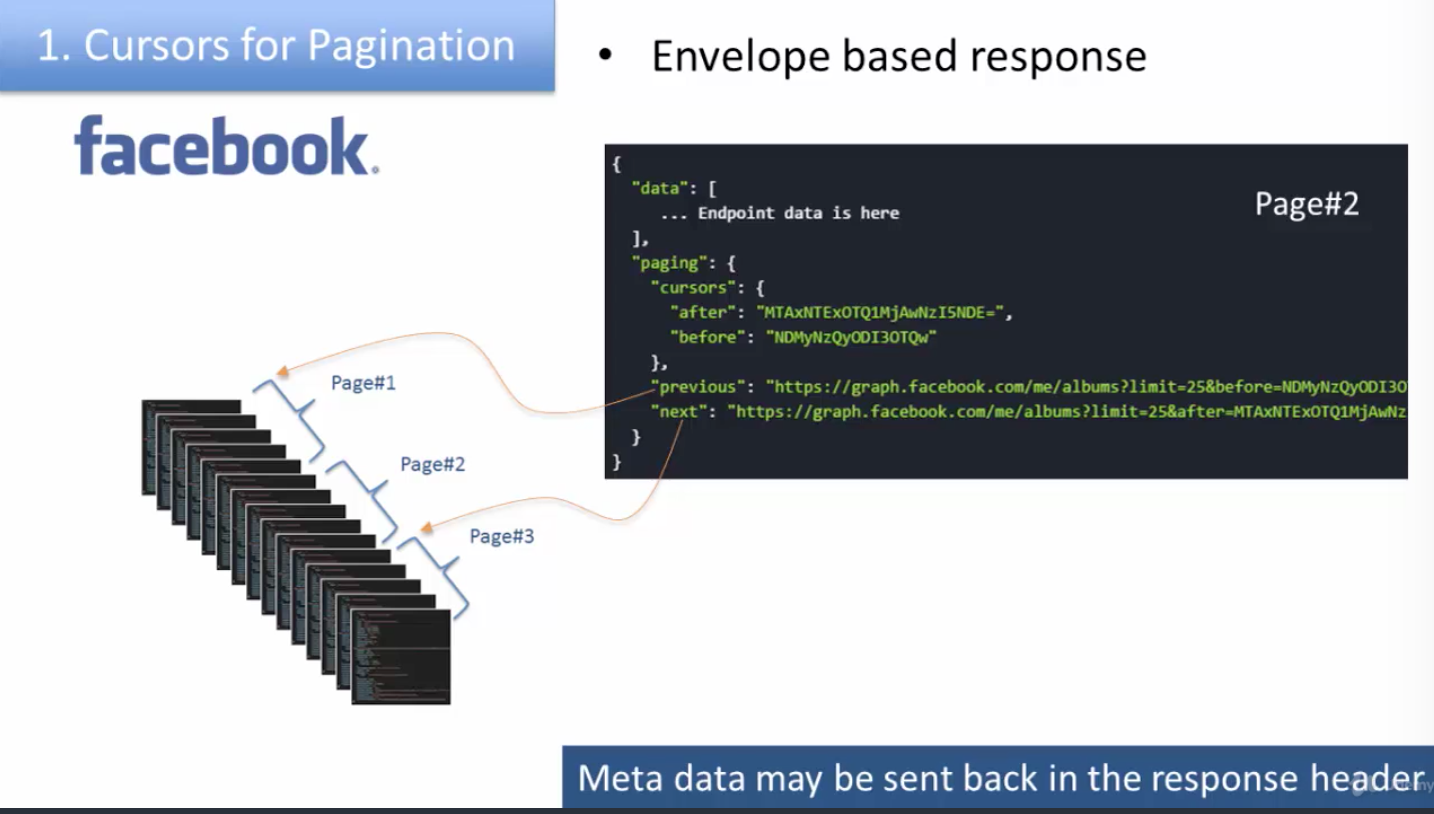 1. Cursors for Pagination
• Envelope based response
facebook.
{
"data": [
... Endpoint data is here
],
"paging": {
"cursors": {
"after": "MTAxNTExOTQ1MjAwNzI5NDE=",
"before": "NDMyNzQyODI3OTQw"
},
"previous": "https://graph.facebook.com/me/albums?limit=25&before=NDMyNzQyODI3O
"next": "https://graph.facebook.com/me/albums?limit=25&after=MTAxNTExOTQ1MjAwNz
}
}
Page#2
Page#1
Page#2
Page#3
Meta data may be sent back in the response header